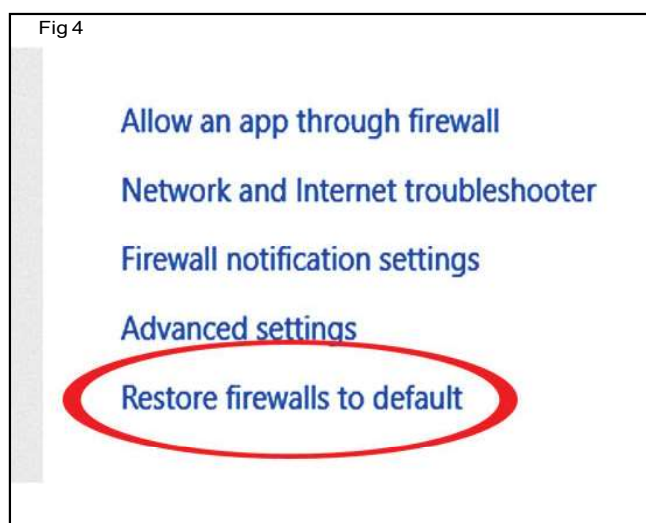 Fig 4
Allow an app through firewall
Network and Internet troubleshooter
Firewall notification settings
Advanced settings
Restore firewalls to default